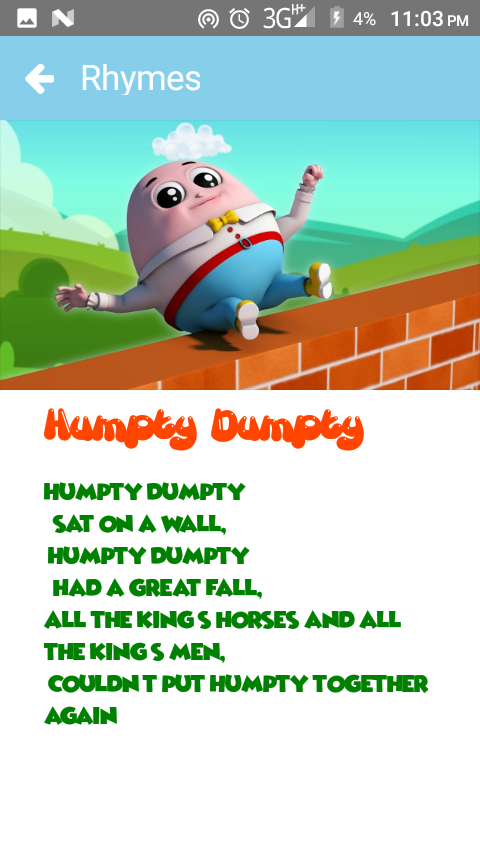 3G H+ 4% 11:03 PM
Rhymes
Humpty Dumpty
HUMPTY DUMPTY
SAT ON A WALL,
HUMPTY DUMPTY
HAD A GREAT FALL,
ALL THE KING S HORSES AND ALL
THE KING S MEN,
COULDN T PUT HUMPTY TOGETHER
AGAIN